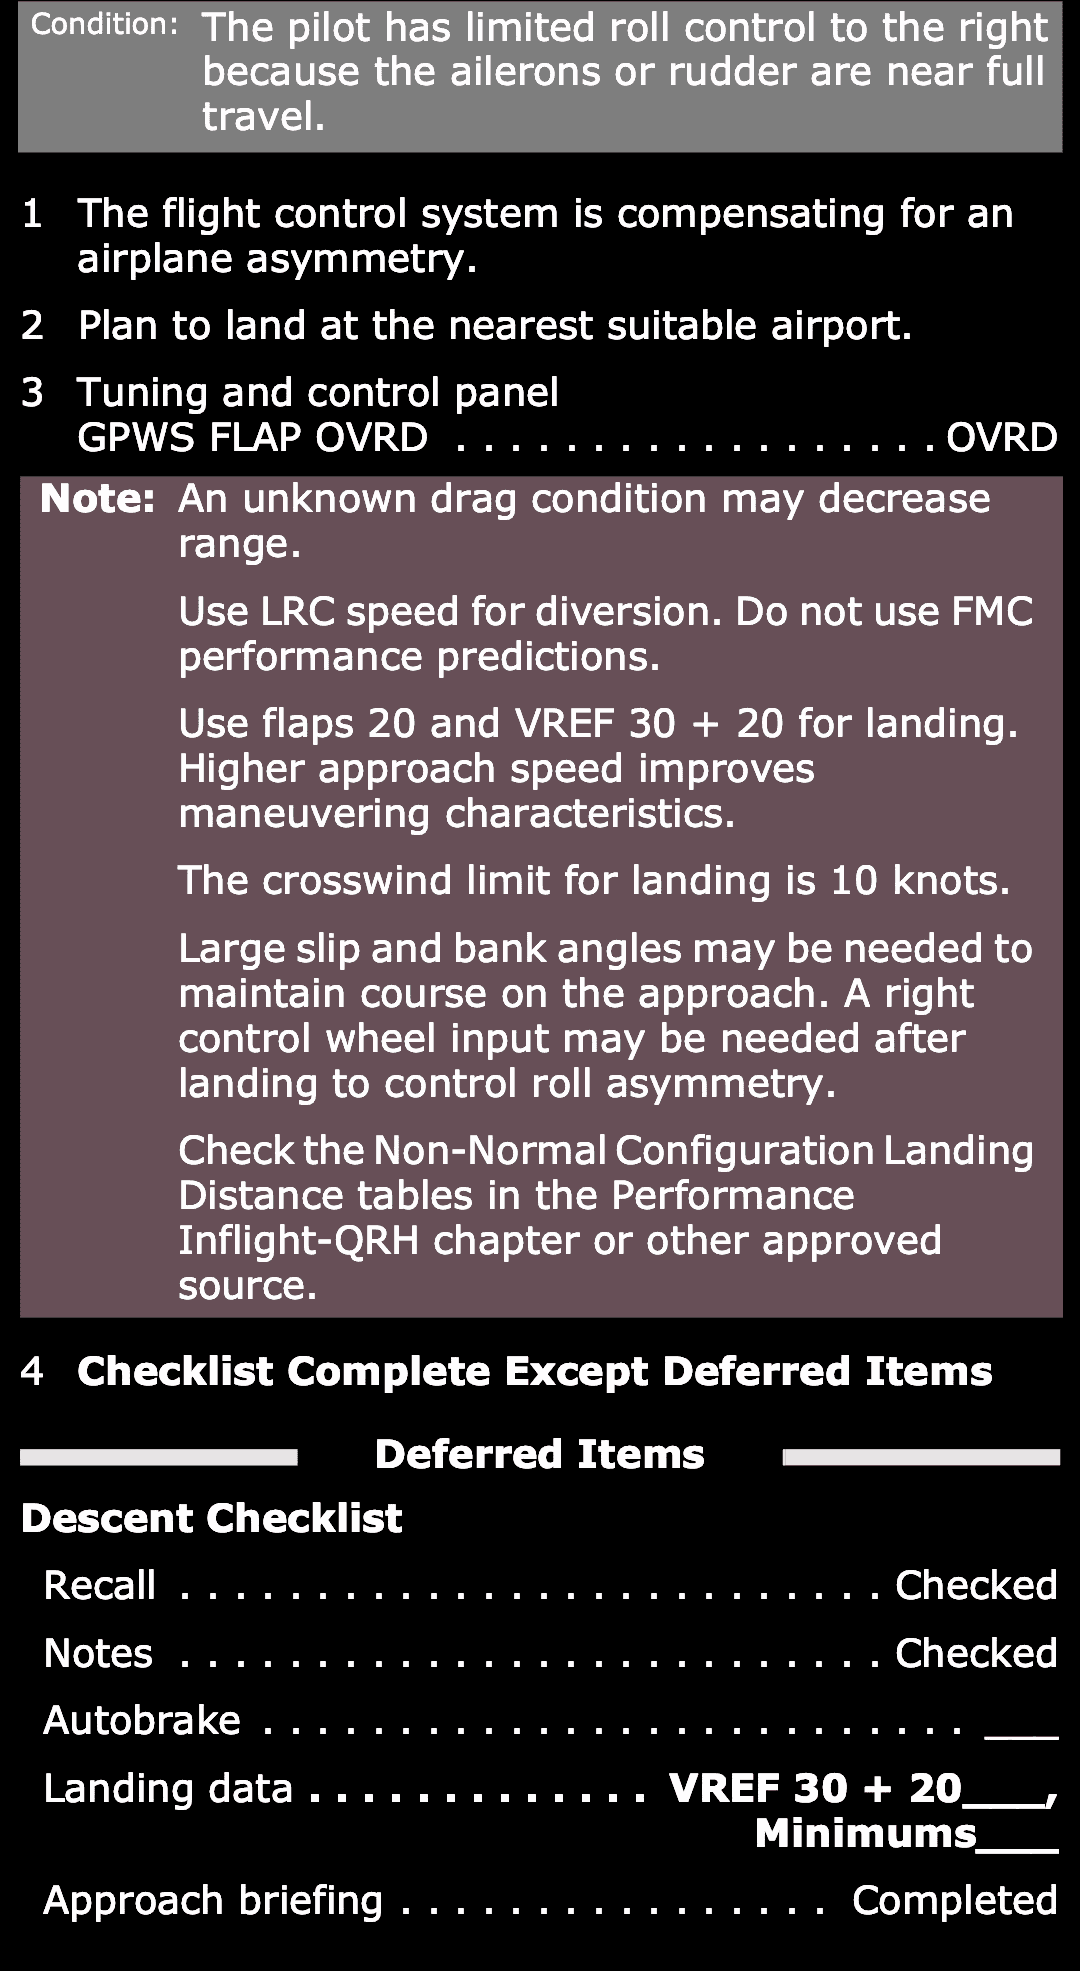 Condition: The pilot has limited roll control to the right
because the ailerons or rudder are near full
travel.
1 The flight control system is compensating for an
airplane asymmetry.
2 Plan to land at the nearest suitable airport.
3 Tuning and control panel
GPWS FLAP OVRD . . . . . . . . . . . . . . . . . . OVRD
Note: An unknown drag condition may decrease
range.
Use LRC speed for diversion. Do not use FMC
performance predictions.
Use flaps 20 and VREF 30 + 20 for landing.
Higher approach speed improves
maneuvering characteristics.
The crosswind limit for landing is 10 knots.
Large slip and bank angles may be needed to
maintain course on the approach. A right
control wheel input may be needed after
landing to control roll asymmetry.
Check the Non-Normal Configuration Landing
Distance tables in the Performance
Inflight-QRH chapter or other approved
source.
4 Checklist Complete Except Deferred Items
Deferred Items
Descent Checklist
Recall . . . . . . . . . . . . . . . . . . . . . . . . . . Checked
Notes . . . . . . . . . . . . . . . . . . . . . . . . . . Checked
Autobrake . . . . . . . . . . . . . . . . . . . . . . . . . . ___
Landing data . . . . . . . . . . . . . VREF 30 + 20___,
Minimums___
Approach briefing . . . . . . . . . . . . . . . . Completed